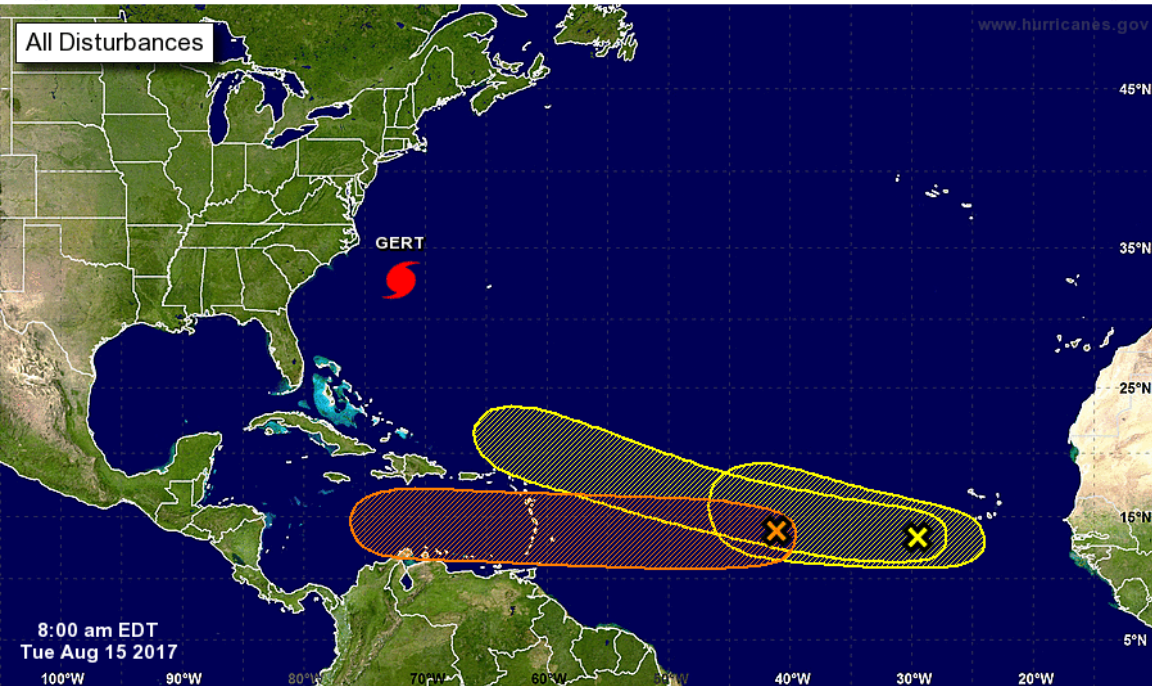 All Disturbances
www.hurricanes.gov
45°N
GERT
35°N
25°N
15°N
8:00 am EDT
Tue Aug 15 2017
5°N
100°W 90°W 80°W 70°W 60°W 50°W 40°W 30°W 20°W